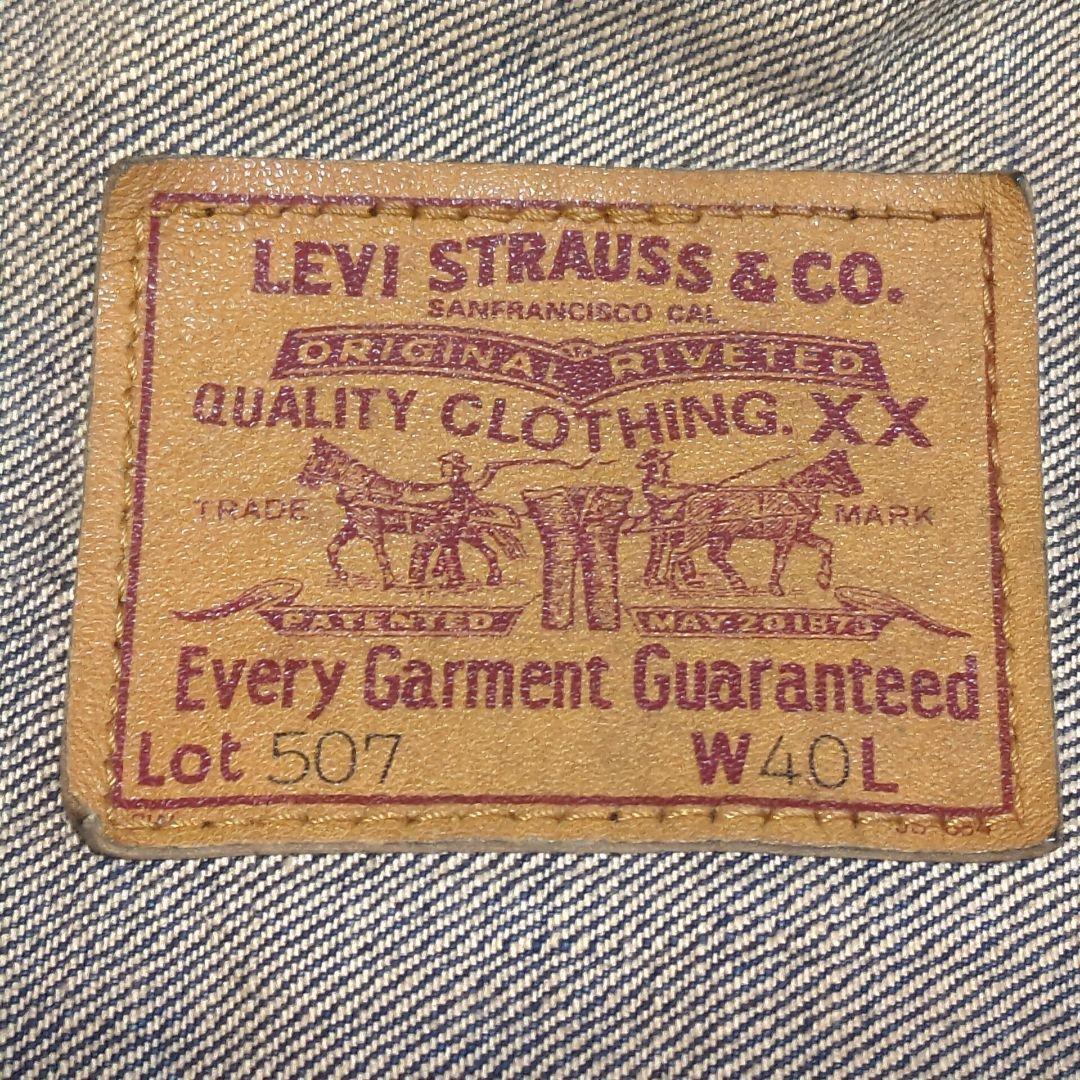 LEVI STRAUSS & CO.
SANFRANCISCO CAL.
ORIGINAL RIVETED
QUALITY CLOTHING. XX
TRADE MARK
PATENTED MAY 20 1873
Every Garment Guaranteed
Lot 507 W 40 L